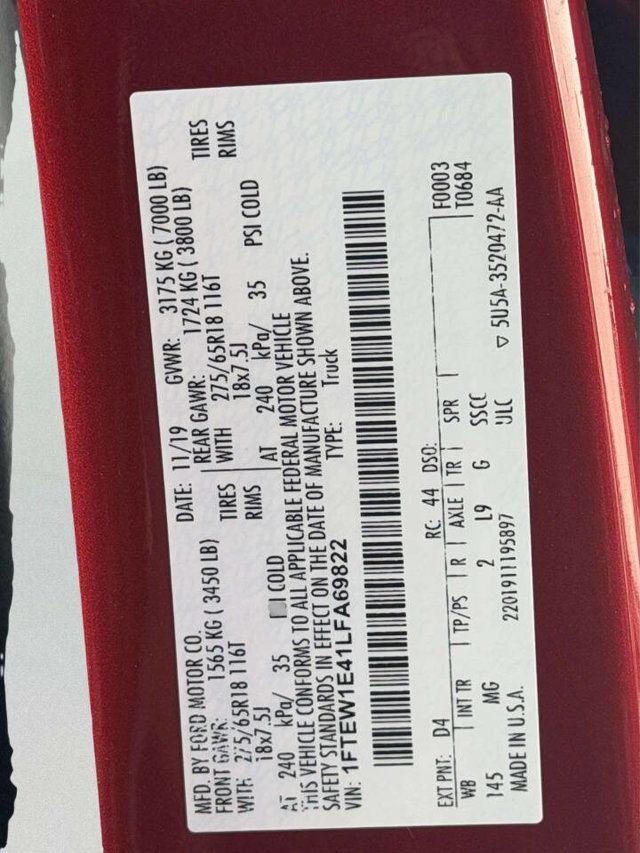 MFD. BY FORD MOTOR CO.
DATE: 11/19 GVWR: 3175 KG ( 7000 LB)
FRONT GAWR: 1565 KG ( 3450 LB) REAR GAWR: 1724 KG ( 3800 LB)
WITH 275/65R18 116T TIRES WITH 275/65R18 116T TIRES
18x7.5J RIMS 18x7.5J RIMS
AT 240 kPa/ 35 PSI COLD AT 240 kPa/ 35 PSI COLD
THIS VEHICLE CONFORMS TO ALL APPLICABLE FEDERAL MOTOR VEHICLE
SAFETY STANDARDS IN EFFECT ON THE DATE OF MANUFACTURE SHOWN ABOVE.
VIN: 1FTEW1E41LFA69822 TYPE: Truck
F0003
T0684
EXT PNT: D4 RC: 44 DSO:
WB INT TR TP/PS R AXLE TR SPR
145 MG 2 L9 G SSCC
MADE IN U.S.A. 2201911195897 ULC ▽ 5U5A-3520472-AA